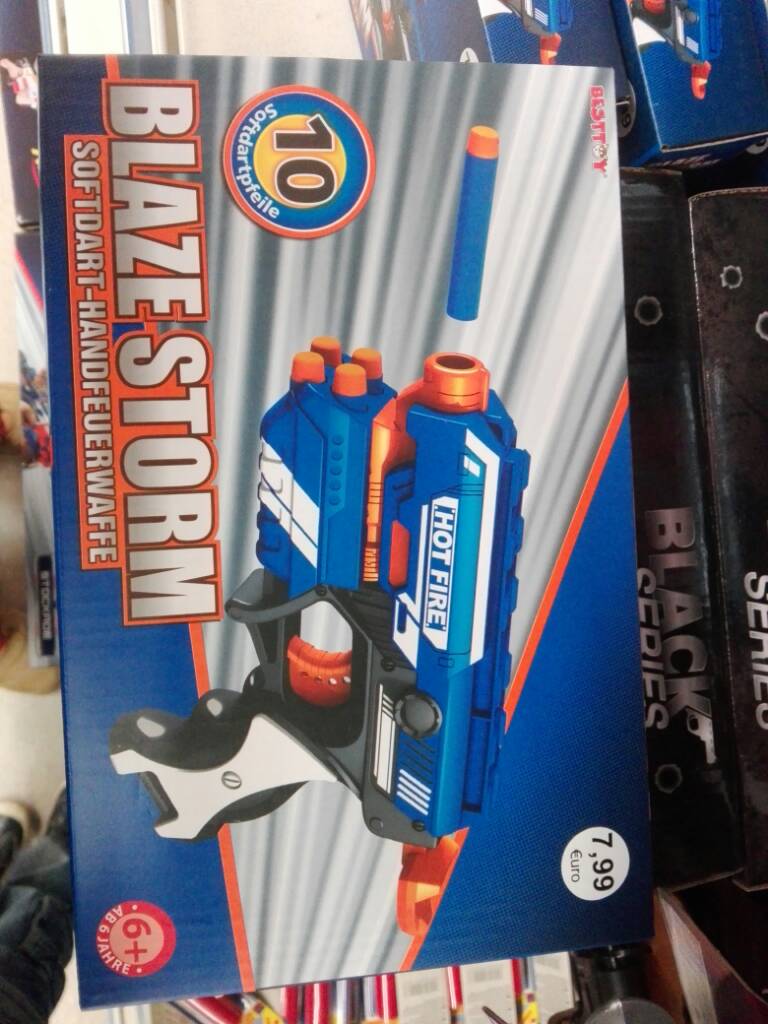 BLAZE STORM
SOFTDART-HANDFEUERWAFFE
10
Softdartpfeile
BESTTOY
HOT FIRE
7,99
Euro
6+
AB 6 JAHRE
BLACK
SERIES
SERIES